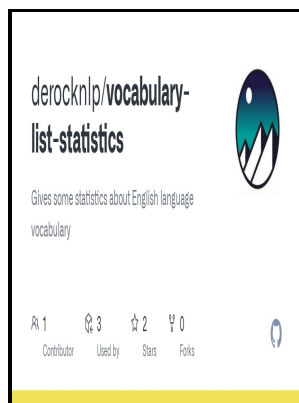 derocknlp/vocabulary-
list-statistics
Gives some statistics about English language
vocabulary
1 3 2 0
Contributor Used by Stars Forks